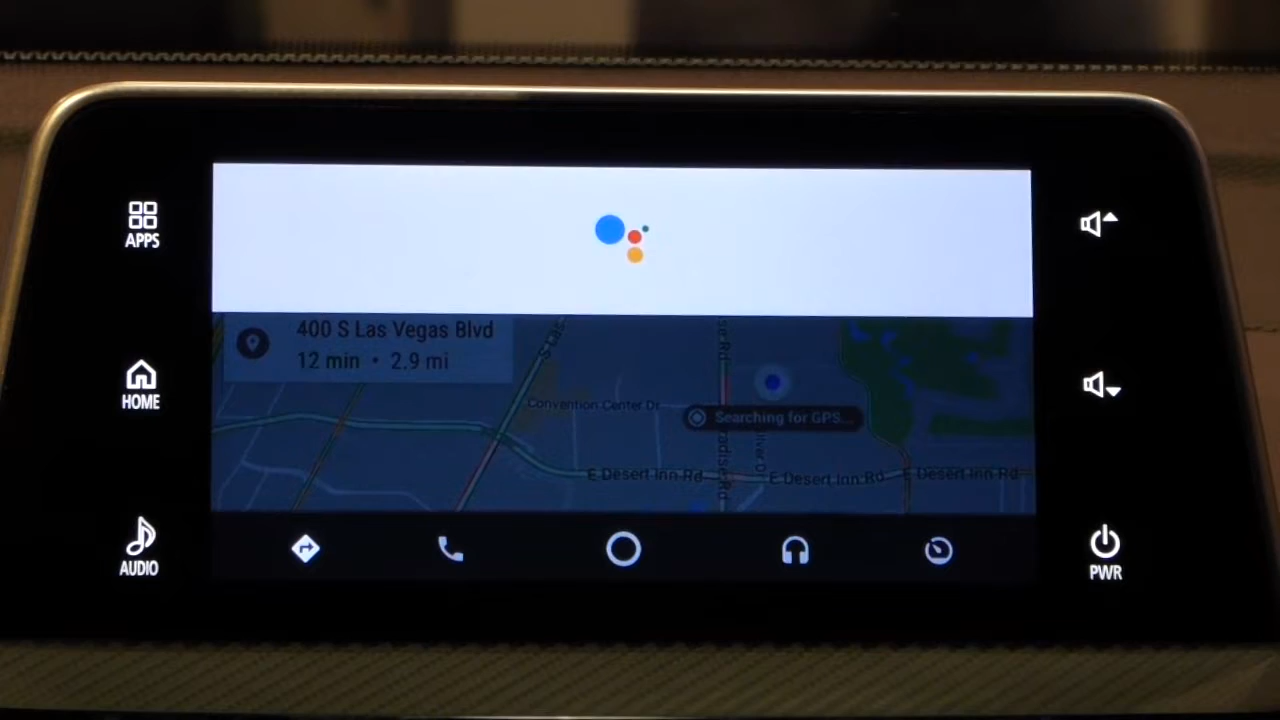 APPS
HOME
AUDIO
400 S Las Vegas Blvd
12 min • 2.9 mi
S Las
Convention Center Dr
Searching for GPS...
E Desert Inn Rd
E Desert Inn Rd
E Desert Inn Rd
PWR